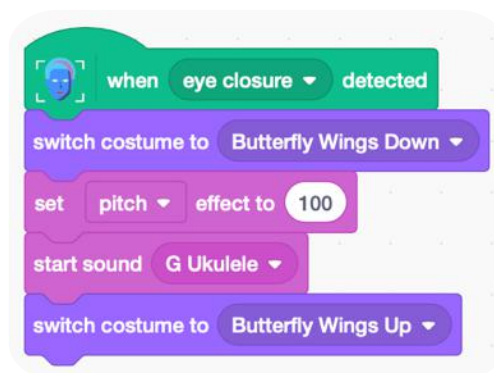 when eye closure detected
switch costume to Butterfly Wings Down
set pitch effect to 100
start sound G Ukulele
switch costume to Butterfly Wings Up